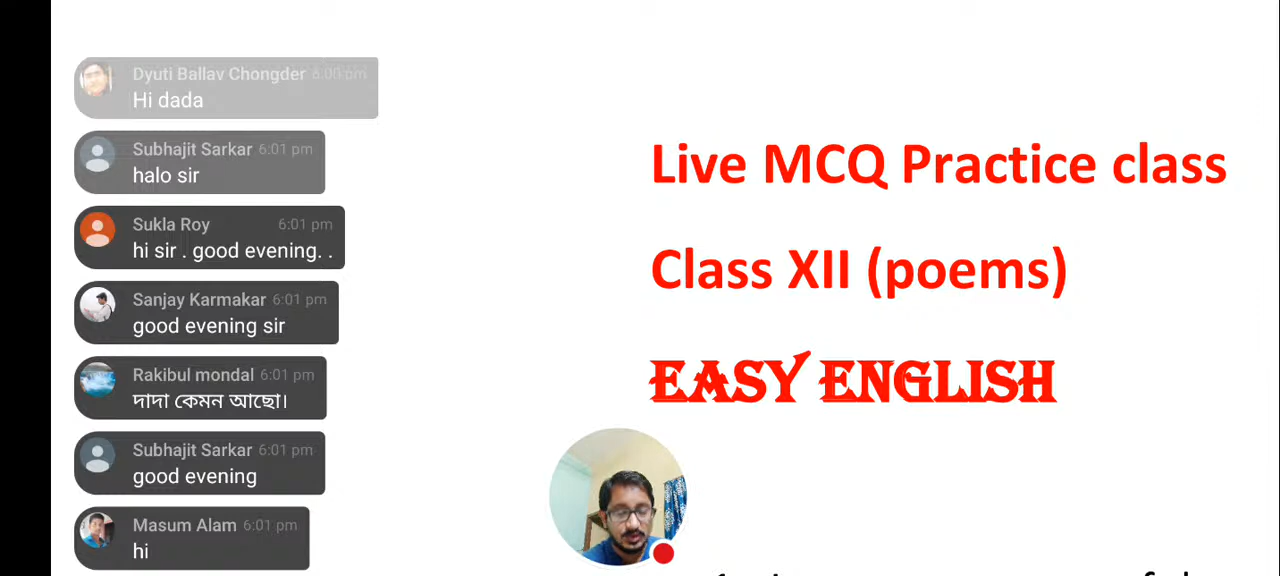 Dyuti Ballav Chongder 6:00 pm
Hi dada
Subhajit Sarkar 6:01 pm
halo sir
Sukla Roy 6:01 pm
hi sir . good evening. .
Sanjay Karmakar 6:01 pm
good evening sir
Rakibul mondal 6:01 pm
দাদা কেমন আছো।
Subhajit Sarkar 6:01 pm
good evening
Masum Alam 6:01 pm
hi
Live MCQ Practice class
Class XII (poems)
EASY ENGLISH